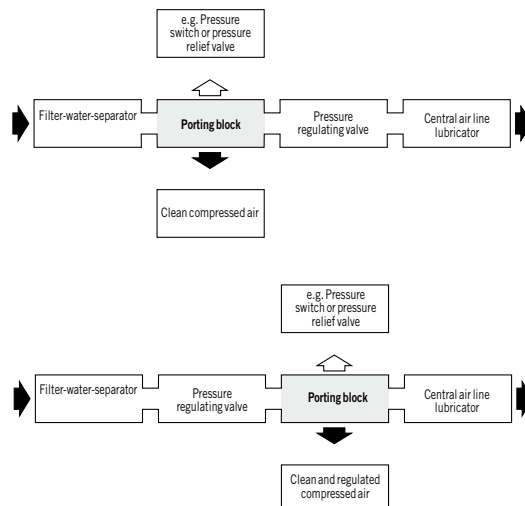 e.g. Pressure
switch or pressure
relief valve
Filter-water-separator
Porting block
Pressure
regulating valve
Central air line
lubricator
Clean compressed air
e.g. Pressure
switch or pressure
relief valve
Filter-water-separator
Pressure
regulating valve
Porting block
Central air line
lubricator
Clean and regulated
compressed air